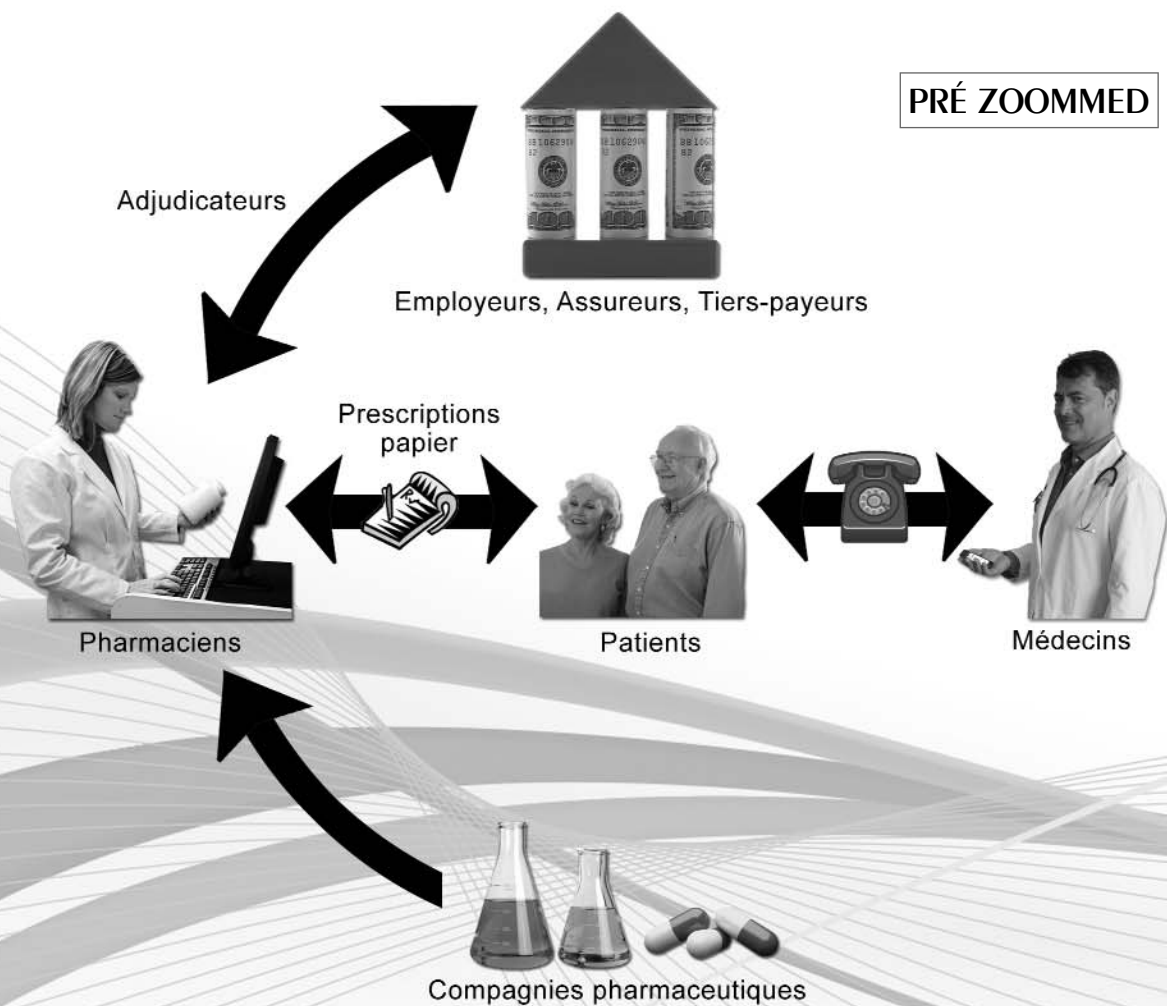 PRÉ ZOOMMED
Adjudicateurs
Employeurs, Assureurs, Tiers-payeurs
Prescriptions
papier
Pharmaciens
Patients
Médecins
Compagnies pharmaceutiques